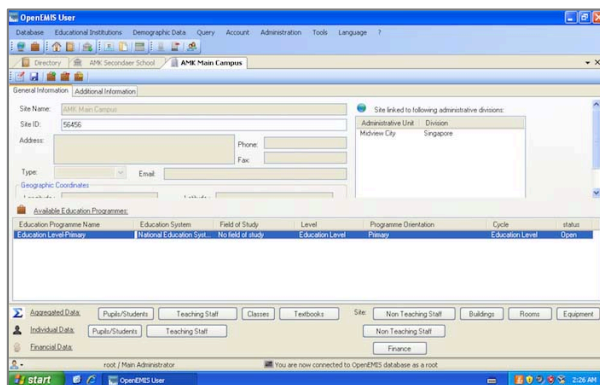 OpenEMIS User
Database Educational Institutions Demographic Data Query Account Administration Tools Language ?
Directory AMK Secondaer School AMK Main Campus
General Information Additional Information
Site Name: AMK Main Campus
Site linked to following administrative divisions:
Site ID: 56456
Administrative Unit Division
Midview City Singapore
Address:
Phone:
Fax:
Type: Email:
Geographic Coordinates
Available Education Programmes:
Education Programme Name Education System Field of Study Level Programme Orientation Cycle status
Education Level-Primary National Education Syst... No field of study Education Level Primary Education Level Open
Aggregated Data: Pupils/Students Teaching Staff Classes Textbooks Site: Non Teaching Staff Buildings Rooms Equipment
Individual Data: Pupils/Students Teaching Staff Non Teaching Staff
Financial Data: Finance
root / Main Administrator You are now connected to OpenEMIS database as a root
start OpenEMIS User 2:26 AM